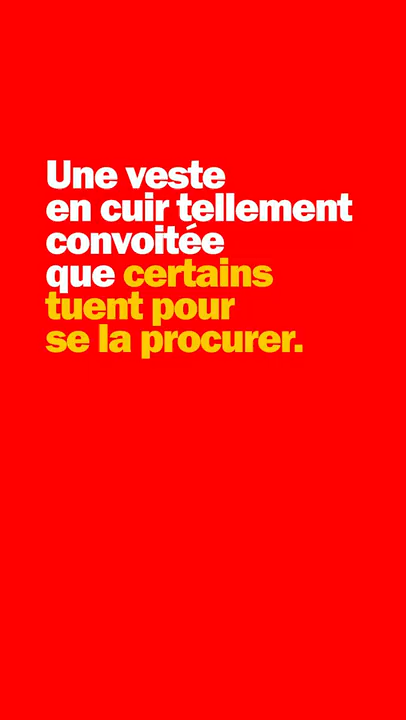 Une veste
en cuir tellement
convoitée
que certains
tuent pour
se la procurer.